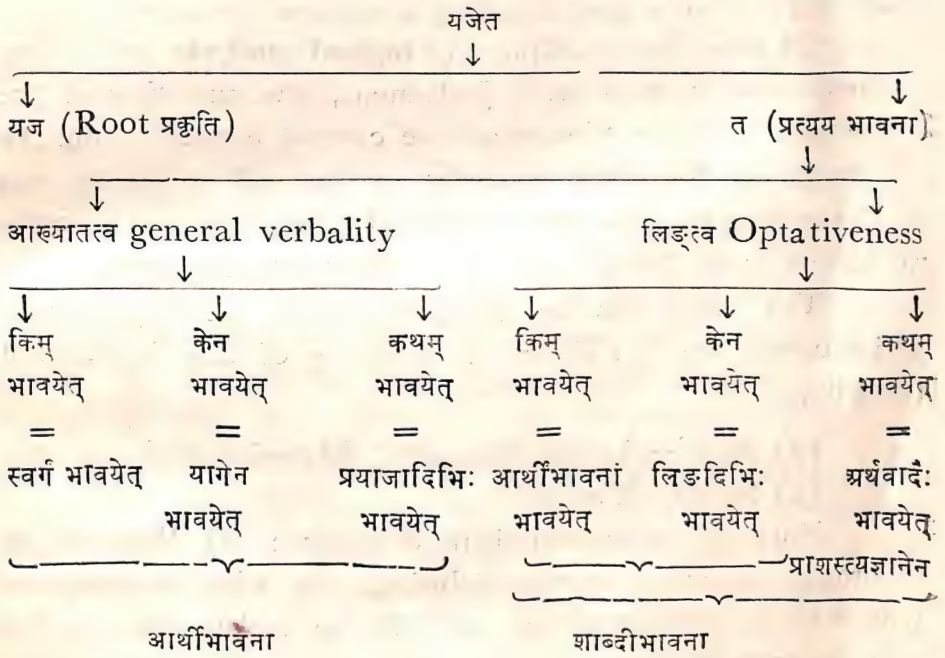 यजेत
↓
↓ ↓
यज (Root प्रकृति) त (प्रत्यय भावना)
↓
↓ ↓
आख्यातत्व general verbality लिङ्त्व Optativeness
↓ ↓
↓ ↓ ↓ ↓ ↓ ↓
किम् केन कथम् किम् केन कथम्
भावयेत् भावयेत् भावयेत् भावयेत् भावयेत् भावयेत्
= = = = = =
स्वर्गं भावयेत् यागेन प्रयाजादिभिः आर्थीभावनां लिङदिभिः अर्थवादैः
भावयेत् भावयेत् भावयेत् भावयेत् भावयेत्
प्राशस्त्यज्ञानेन
आर्थीभावना शाब्दीभावना